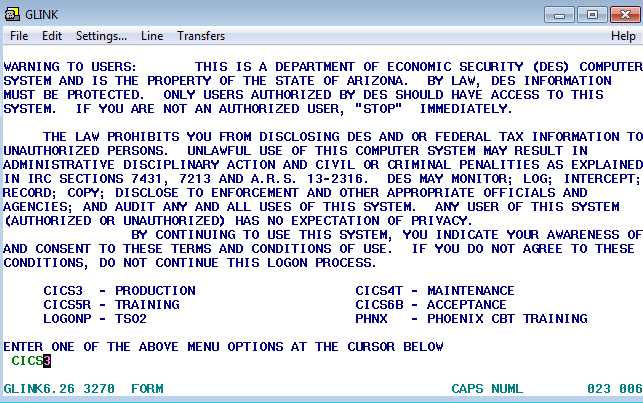 GLINK
File Edit Settings... Line Transfers Help
WARNING TO USERS: THIS IS A DEPARTMENT OF ECONOMIC SECURITY (DES) COMPUTER
SYSTEM AND IS THE PROPERTY OF THE STATE OF ARIZONA. BY LAW, DES INFORMATION
MUST BE PROTECTED. ONLY USERS AUTHORIZED BY DES SHOULD HAVE ACCESS TO THIS
SYSTEM. IF YOU ARE NOT AN AUTHORIZED USER, "STOP" IMMEDIATELY.
THE LAW PROHIBITS YOU FROM DISCLOSING DES AND OR FEDERAL TAX INFORMATION TO
UNAUTHORIZED PERSONS. UNLAWFUL USE OF THIS COMPUTER SYSTEM MAY RESULT IN
ADMINISTRATIVE DISCIPLINARY ACTION AND CIVIL OR CRIMINAL PENALITIES AS EXPLAINED
IN IRC SECTIONS 7431, 7213 AND A.R.S. 13-2316. DES MAY MONITOR; LOG; INTERCEPT;
RECORD; COPY; DISCLOSE TO ENFORCEMENT AND OTHER APPROPRIATE OFFICIALS AND
AGENCIES; AND AUDIT ANY AND ALL USES OF THIS SYSTEM. ANY USER OF THIS SYSTEM
(AUTHORIZED OR UNAUTHORIZED) HAS NO EXPECTATION OF PRIVACY.
BY CONTINUING TO USE THIS SYSTEM, YOU INDICATE YOUR AWARENESS OF
AND CONSENT TO THESE TERMS AND CONDITIONS OF USE. IF YOU DO NOT AGREE TO THESE
CONDITIONS, DO NOT CONTINUE THIS LOGON PROCESS.
CICS3 - PRODUCTION CICS4T - MAINTENANCE
CICS5R - TRAINING CICS6B - ACCEPTANCE
LOGONP - TSO2 PHNX - PHOENIX CBT TRAINING
ENTER ONE OF THE ABOVE MENU OPTIONS AT THE CURSOR BELOW
CICS3
GLINK6.26 3270 FORM CAPS NUML 023 006